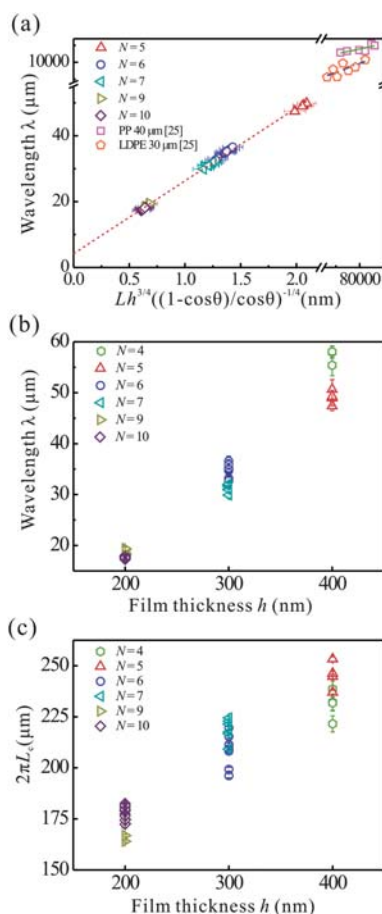 (a)
N = 5
N = 6
N = 7
N = 9
N = 10
PP 40 μm [25]
LDPE 30 μm [25]
Wavelength λ (μm)
10000
40
20
0
0.0
0.5
1.0
1.5
2.0
80000
Lh^{3/4}((1-cosθ)/cosθ)^{-1/4}(nm)
(b)
N = 4
N = 5
N = 6
N = 7
N = 9
N = 10
Wavelength λ (μm)
60
50
40
30
20
200
300
400
Film thickness h (nm)
(c)
N = 4
N = 5
N = 6
N = 7
N = 9
N = 10
2πL_c(μm)
250
225
200
175
150
200
300
400
Film thickness h (nm)